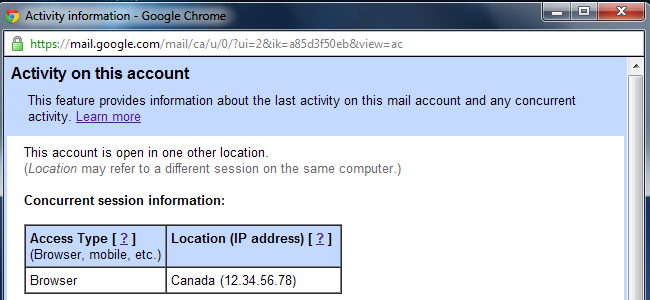 Activity information - Google Chrome
https://mail.google.com/mail/ca/u/0/?ui=2&ik=a85d3f50eb&view=ac
Activity on this account
This feature provides information about the last activity on this mail account and any concurrent
activity. Learn more
This account is open in one other location.
(Location may refer to a different session on the same computer.)
Concurrent session information:
Access Type [ ? ]
(Browser, mobile, etc.)
Location (IP address) [ ? ]
Browser
Canada (12.34.56.78)